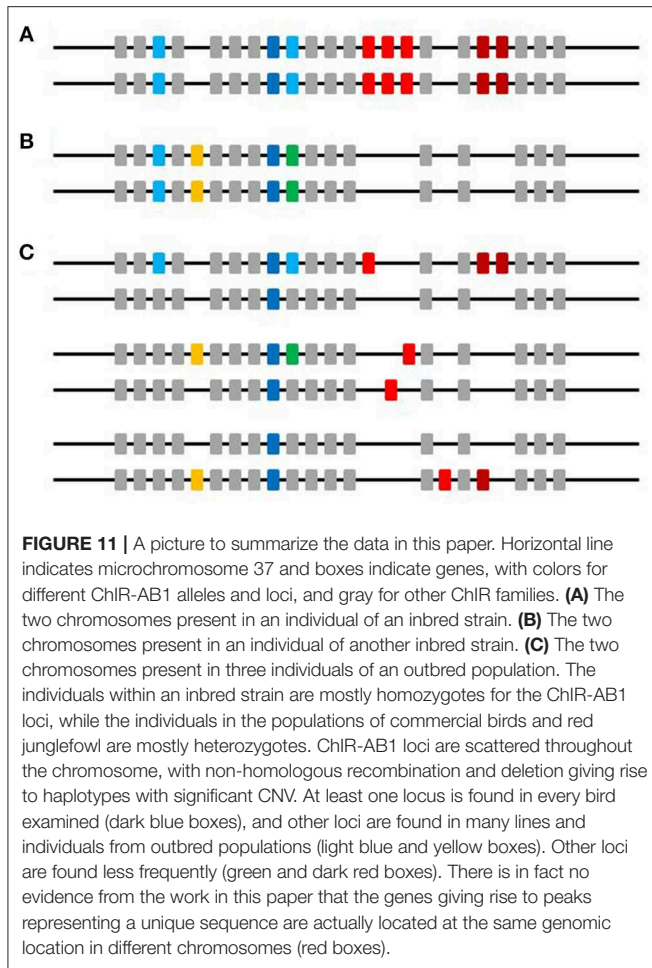 A
B
C
FIGURE 11 | A picture to summarize the data in this paper. Horizontal line
indicates microchromosome 37 and boxes indicate genes, with colors for
different ChIR-AB1 alleles and loci, and gray for other ChIR families. (A) The
two chromosomes present in an individual of an inbred strain. (B) The two
chromosomes present in an individual of another inbred strain. (C) The two
chromosomes present in three individuals of an outbred population. The
individuals within an inbred strain are mostly homozygotes for the ChIR-AB1
loci, while the individuals in the populations of commercial birds and red
junglefowl are mostly heterozygotes. ChIR-AB1 loci are scattered throughout
the chromosome, with non-homologous recombination and deletion giving rise
to haplotypes with significant CNV. At least one locus is found in every bird
examined (dark blue boxes), and other loci are found in many lines and
individuals from outbred populations (light blue and yellow boxes). Other loci
are found less frequently (green and dark red boxes). There is in fact no
evidence from the work in this paper that the genes giving rise to peaks
representing a unique sequence are actually located at the same genomic
location in different chromosomes (red boxes).